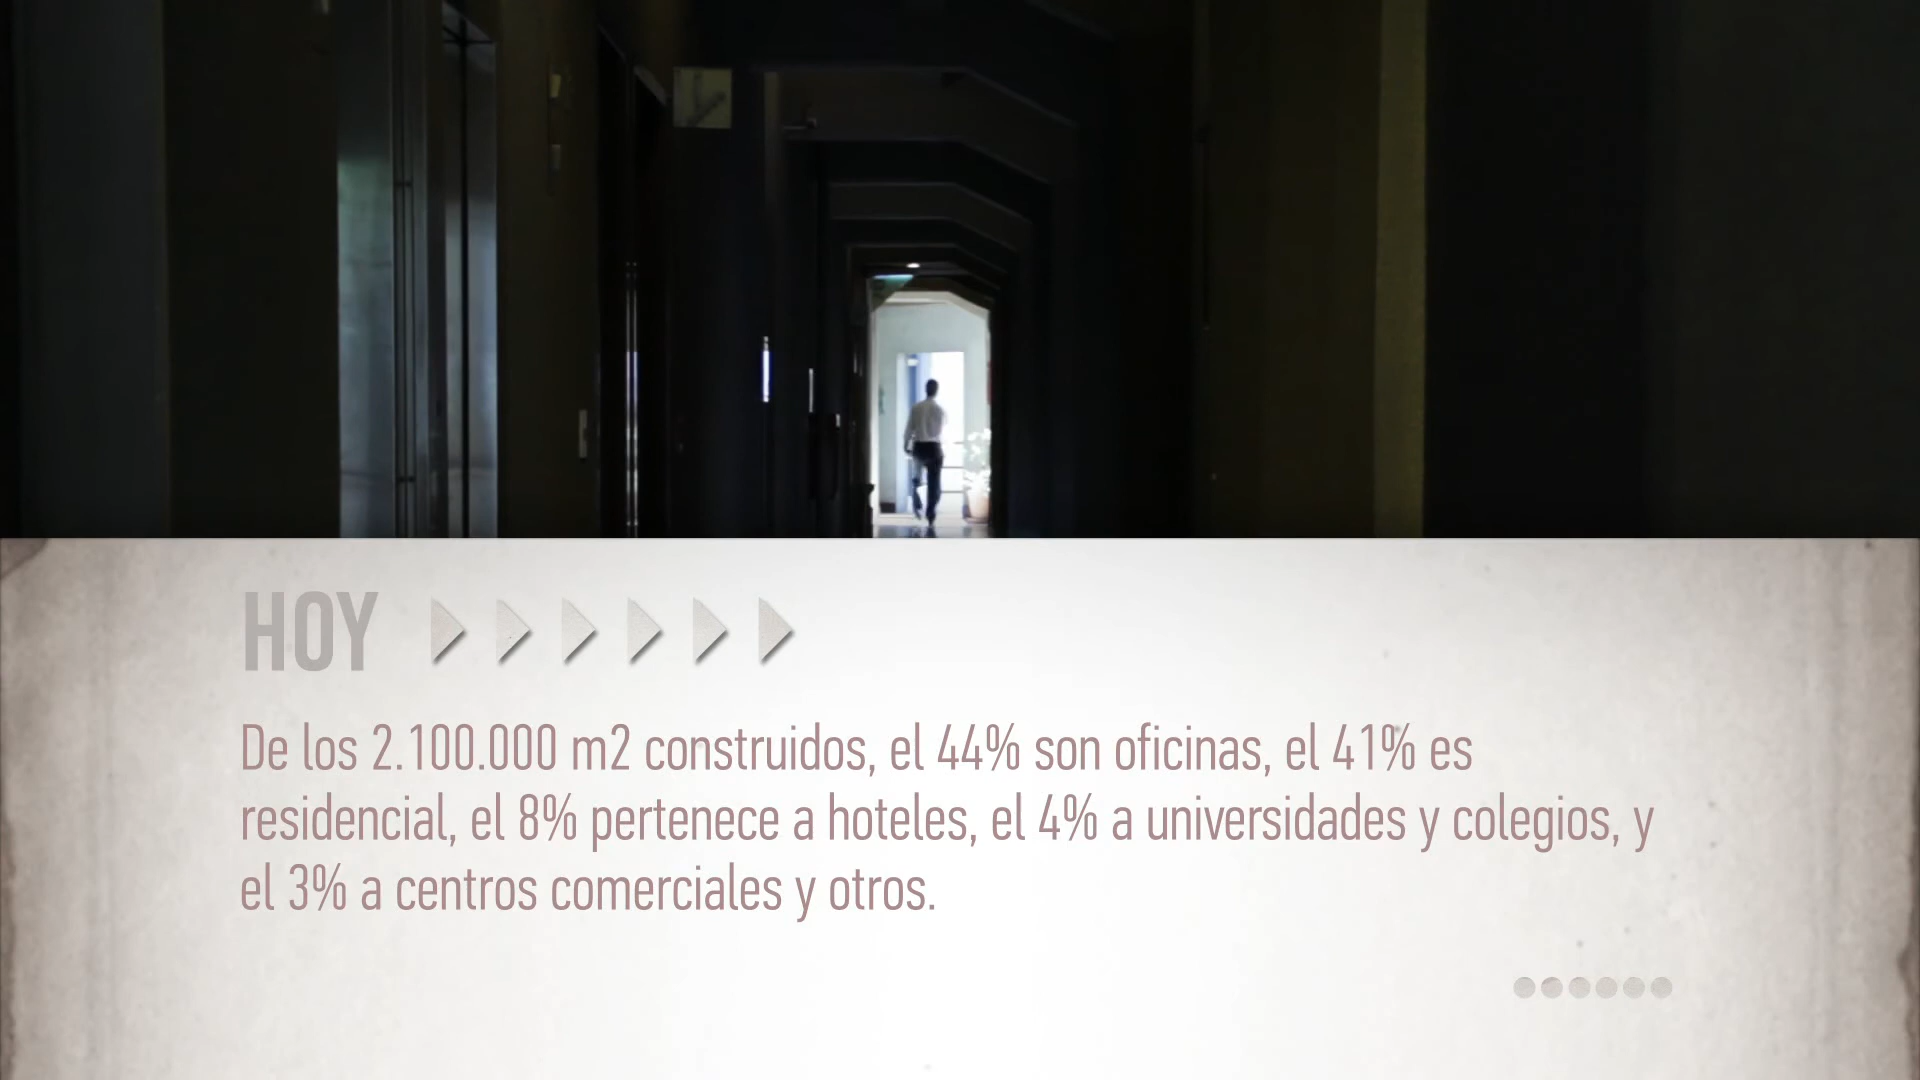 HOY
De los 2.100.000 m2 construidos, el 44% son oficinas, el 41% es
residencial, el 8% pertenece a hoteles, el 4% a universidades y colegios, y
el 3% a centros comerciales y otros.